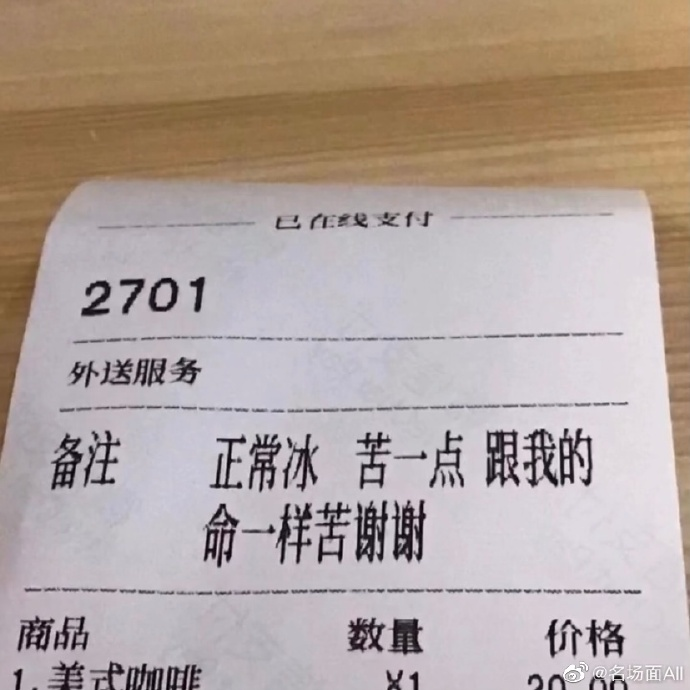 已在线支付
2701
外送服务
备注 正常冰 苦一点 跟我的
命一样苦谢谢
商品 数量 价格
1.美式咖啡 X1 20.00
@名场面All